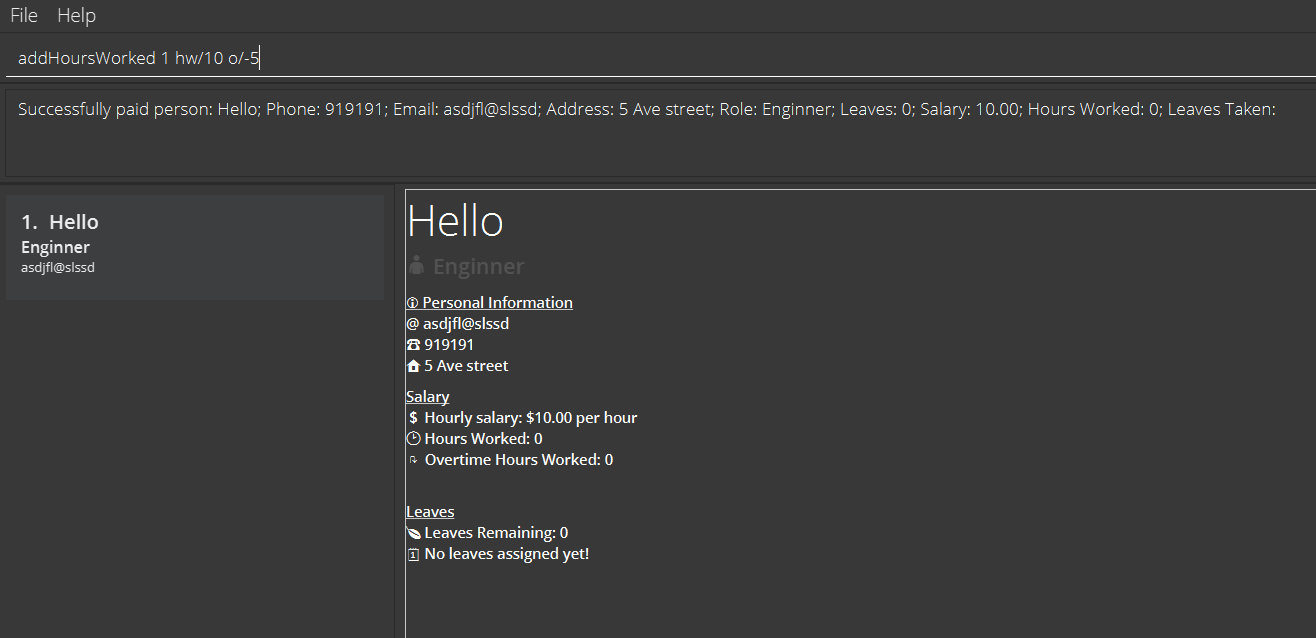 File Help
addHoursWorked 1 hw/10 o/-5
Successfully paid person: Hello; Phone: 919191; Email: asdjfl@slssd; Address: 5 Ave street; Role: Enginner; Leaves: 0; Salary: 10.00; Hours Worked: 0; Leaves Taken:
1. Hello
Enginner
asdjfl@slssd
Hello
Enginner
Personal Information
@ asdjfl@slssd
919191
5 Ave street
Salary
$ Hourly salary: $10.00 per hour
Hours Worked: 0
Overtime Hours Worked: 0
Leaves
Leaves Remaining: 0
No leaves assigned yet!